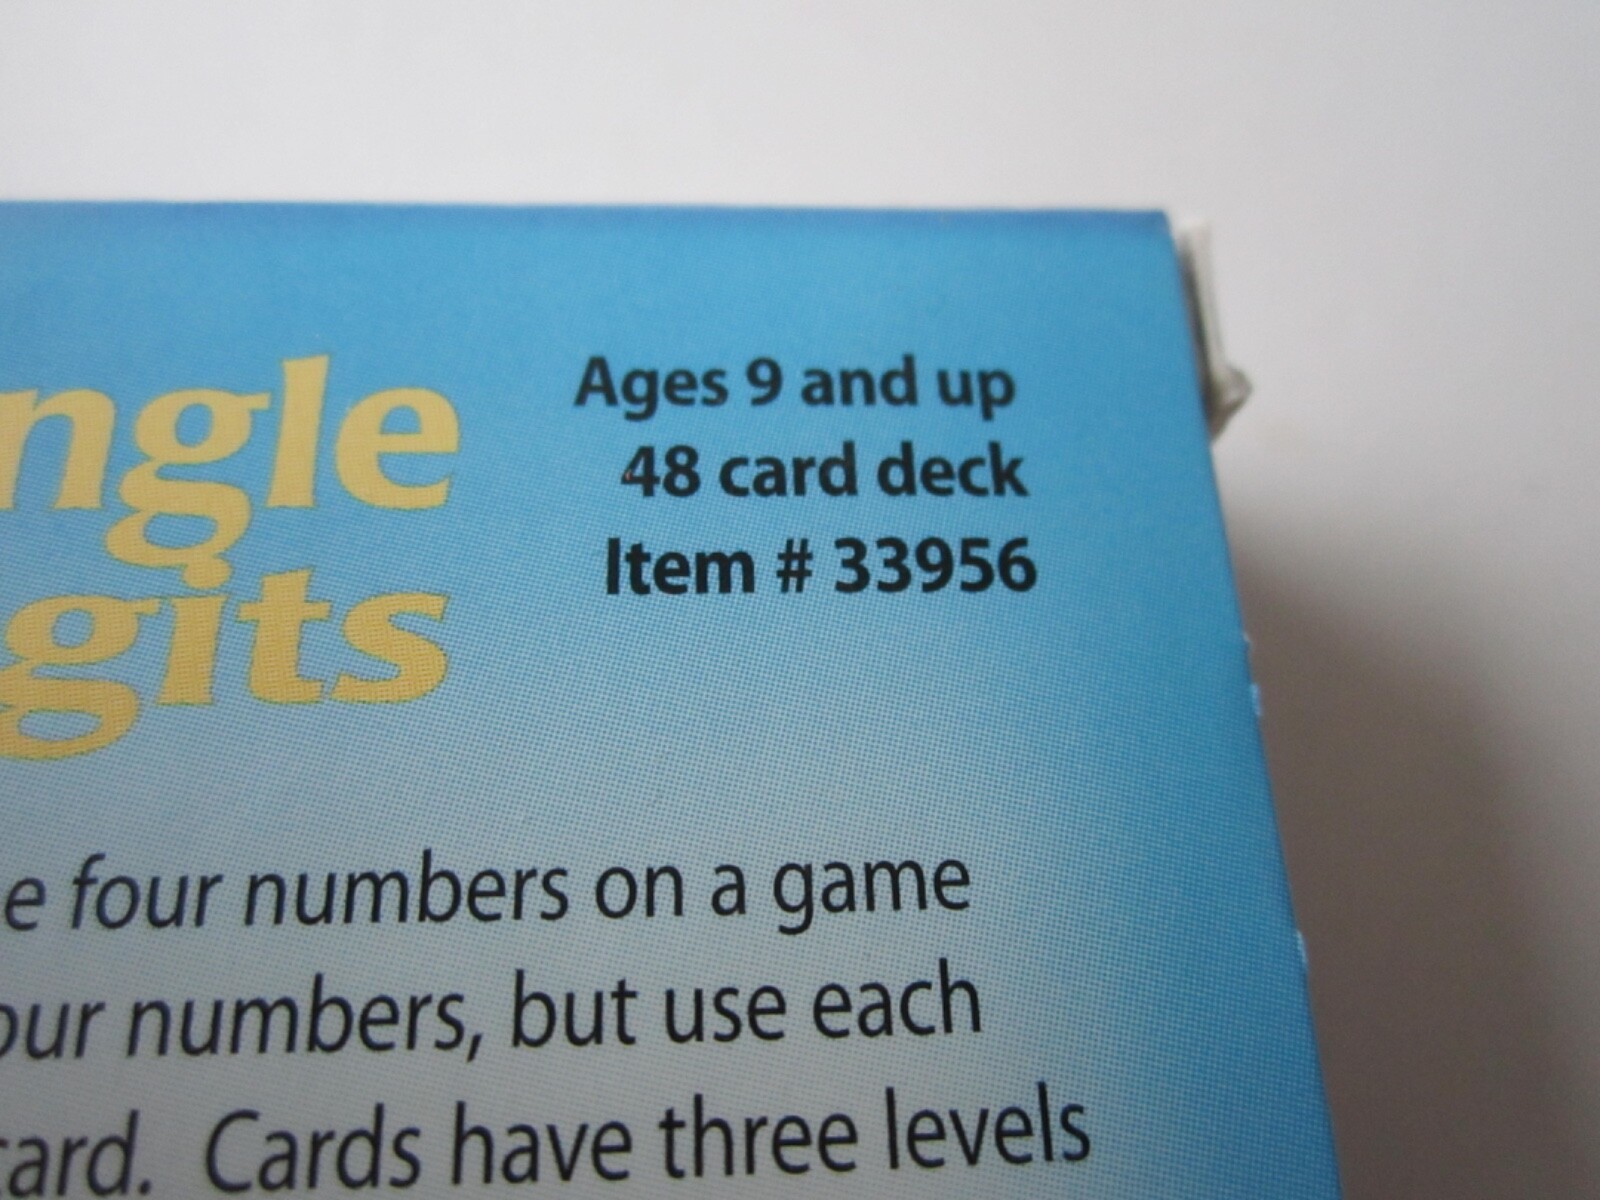 ngle
gits
Ages 9 and up
48 card deck
Item # 33956
e four numbers on a game
our numbers, but use each
card. Cards have three levels